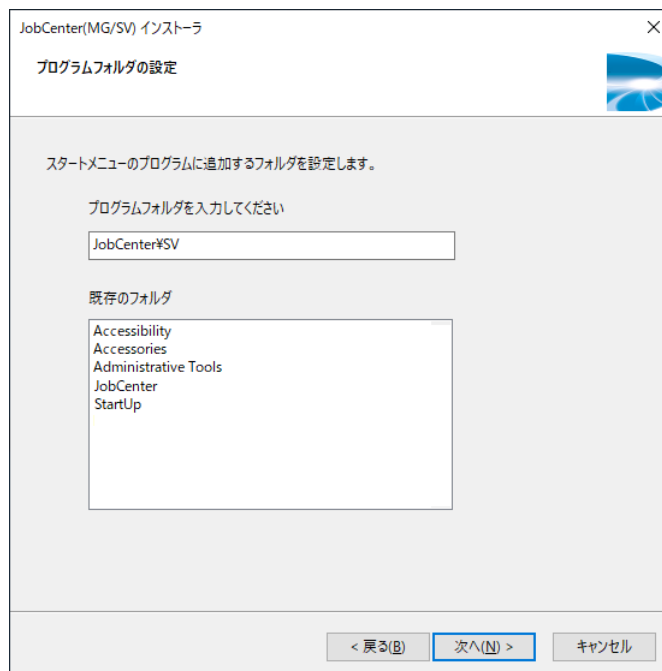 JobCenter(MG/SV) インストーラ
プログラムフォルダの設定
スタートメニューのプログラムに追加するフォルダを設定します。
プログラムフォルダを入力してください
JobCenter¥SV
既存のフォルダ
Accessibility
Accessories
Administrative Tools
JobCenter
StartUp
< 戻る(B)
次へ(N) >
キャンセル